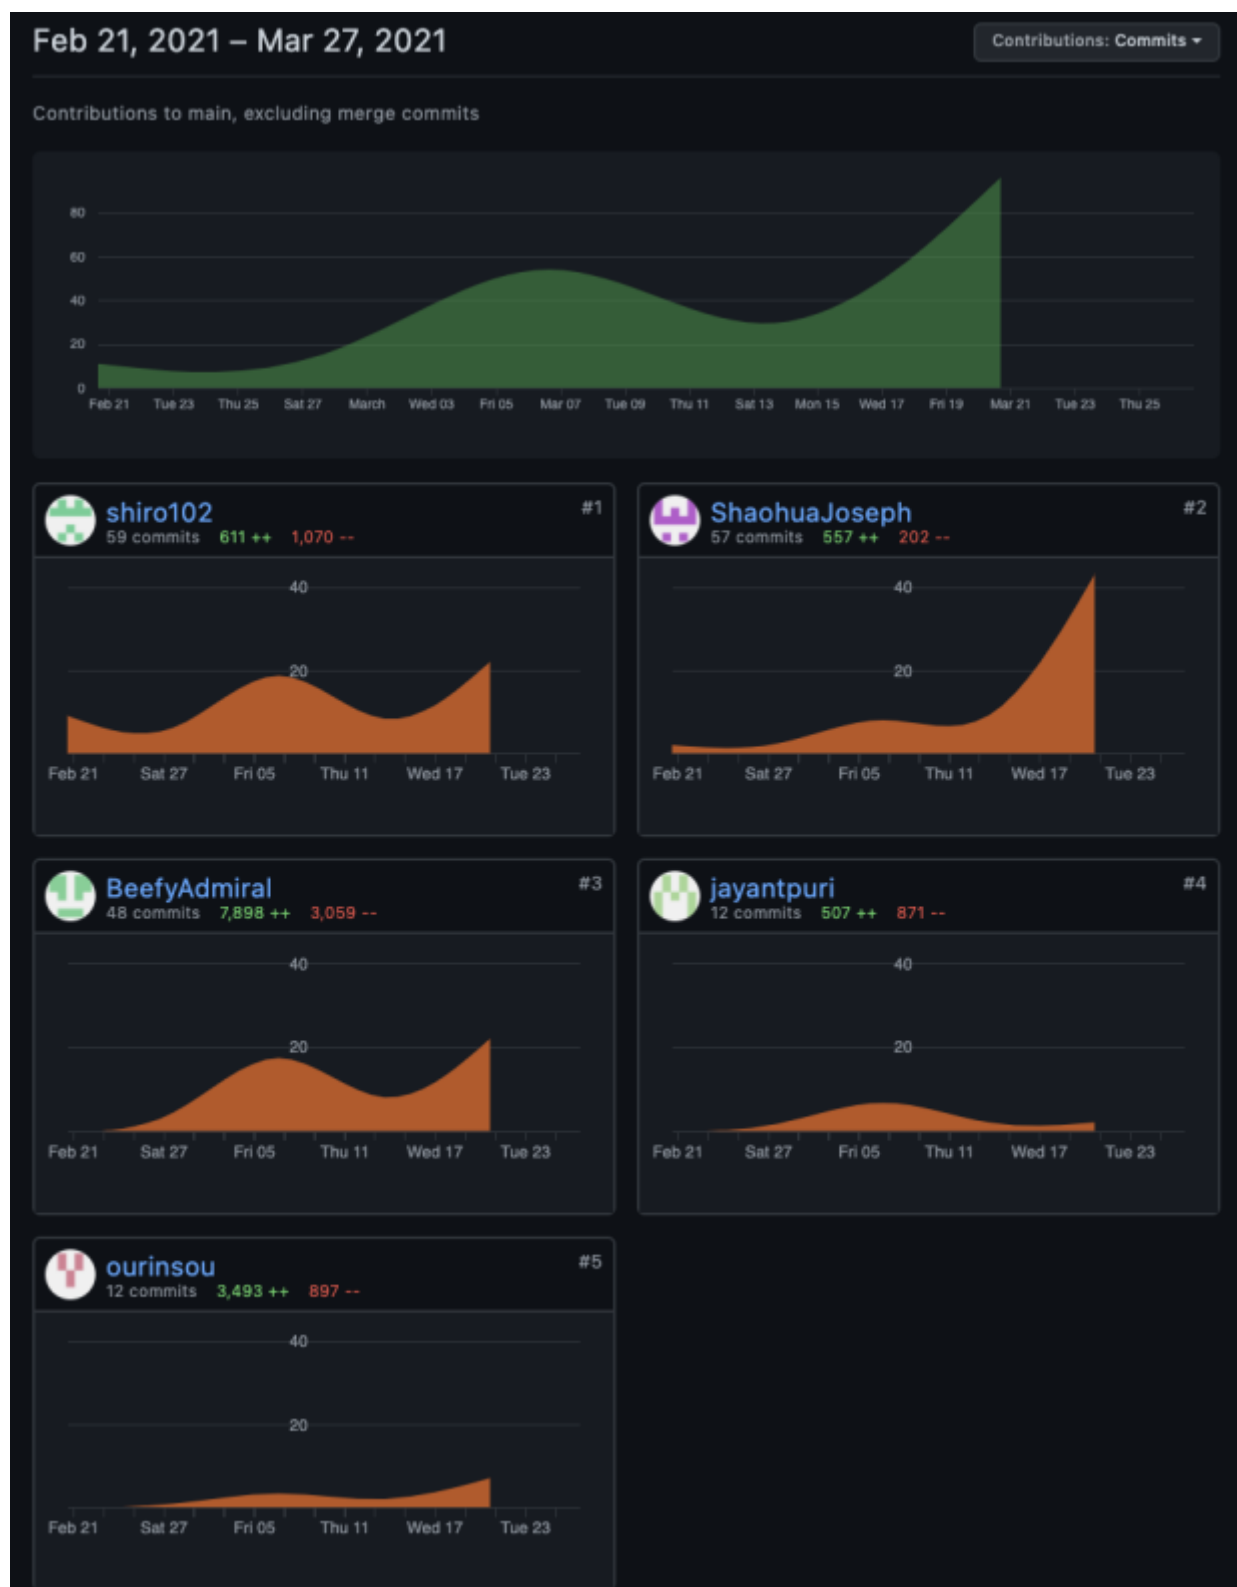 Feb 21, 2021 – Mar 27, 2021
Contributions: Commits
Contributions to main, excluding merge commits
80
60
40
20
0
Feb 21 Tue 23 Thu 25 Sat 27 March Wed 03 Fri 05 Mar 07 Tue 09 Thu 11 Sat 13 Mon 15 Wed 17 Fri 19 Mar 21 Tue 23 Thu 25
shiro102 #1
59 commits 611 ++ 1,070 --
40
20
Feb 21 Sat 27 Fri 05 Thu 11 Wed 17 Tue 23
ShaohuaJoseph #2
57 commits 557 ++ 202 --
40
20
Feb 21 Sat 27 Fri 05 Thu 11 Wed 17 Tue 23
BeefyAdmiral #3
48 commits 7,898 ++ 3,059 --
40
20
Feb 21 Sat 27 Fri 05 Thu 11 Wed 17 Tue 23
jayantpuri #4
12 commits 507 ++ 871 --
40
20
Feb 21 Sat 27 Fri 05 Thu 11 Wed 17 Tue 23
ourinsou #5
12 commits 3,493 ++ 897 --
40
20
Feb 21 Sat 27 Fri 05 Thu 11 Wed 17 Tue 23